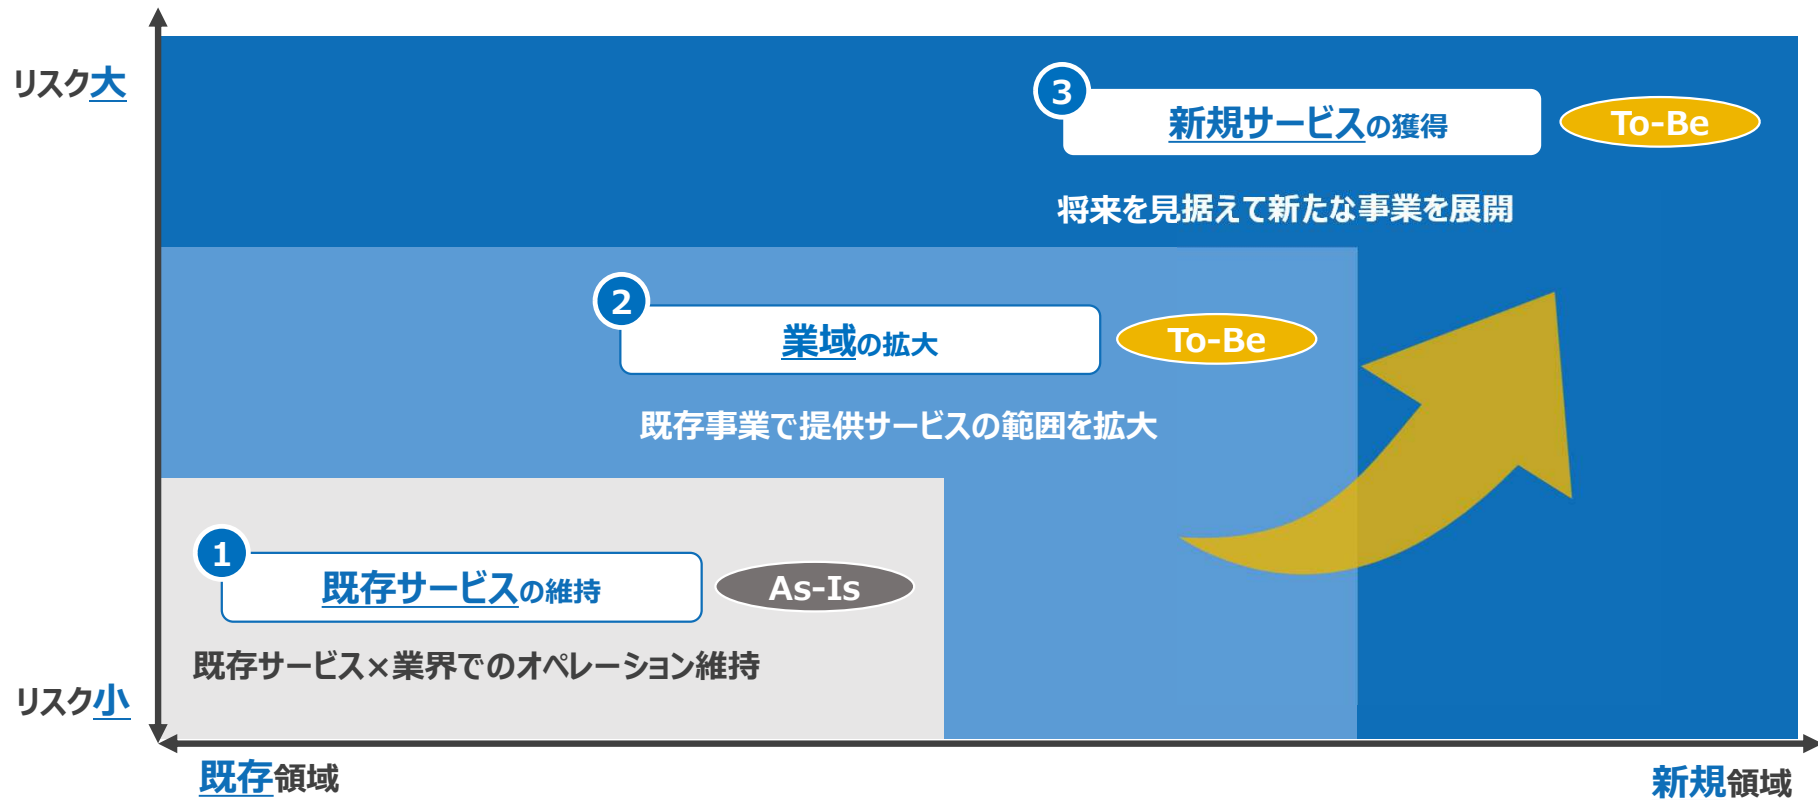 リスク大
3
新規サービスの獲得
To-Be
将来を見据えて新たな事業を展開
2
業域の拡大
To-Be
既存事業で提供サービスの範囲を拡大
1
既存サービスの維持
As-Is
既存サービス×業界でのオペレーション維持
リスク小
既存領域
新規領域